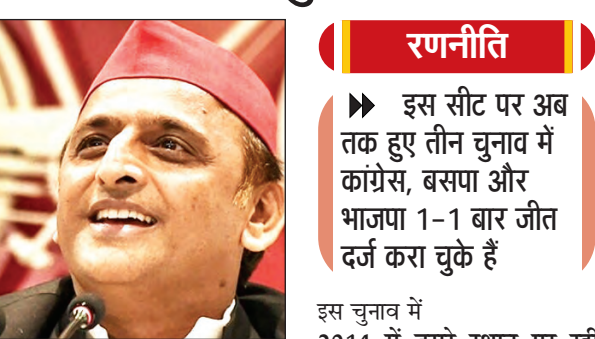 रणनीति
इस सीट पर अब
तक हुए तीन चुनाव में
कांग्रेस, बसपा और
भाजपा 1-1 बार जीत
दर्ज करा चुके हैं
इस चुनाव में